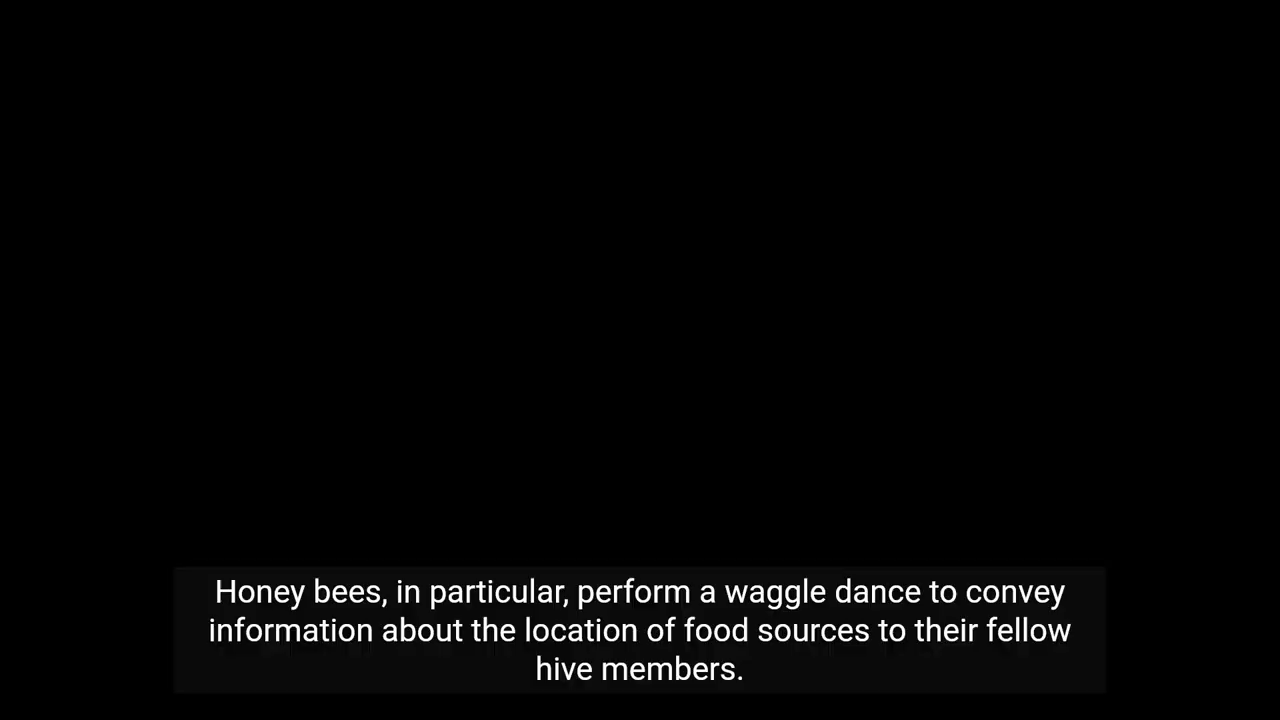 Honey bees, in particular, perform a waggle dance to convey
information about the location of food sources to their fellow
hive members.